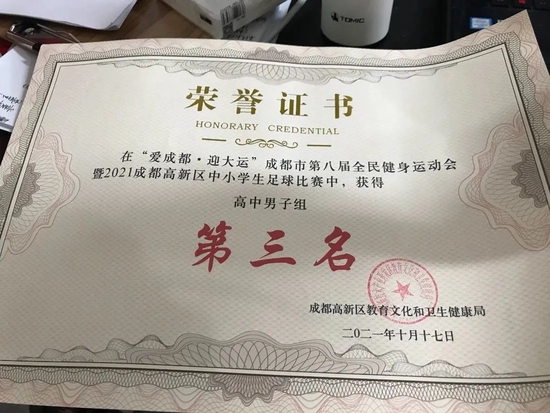 TOMIC
荣誉证书
HONORARY CREDENTIAL
在“爱成都·迎大运”成都市第八届全民健身运动会
暨2021成都高新区中小学生足球比赛中，获得
高中男子组
第三名
成都高新区教育文化和卫生健康局
二〇二一年十月十七日